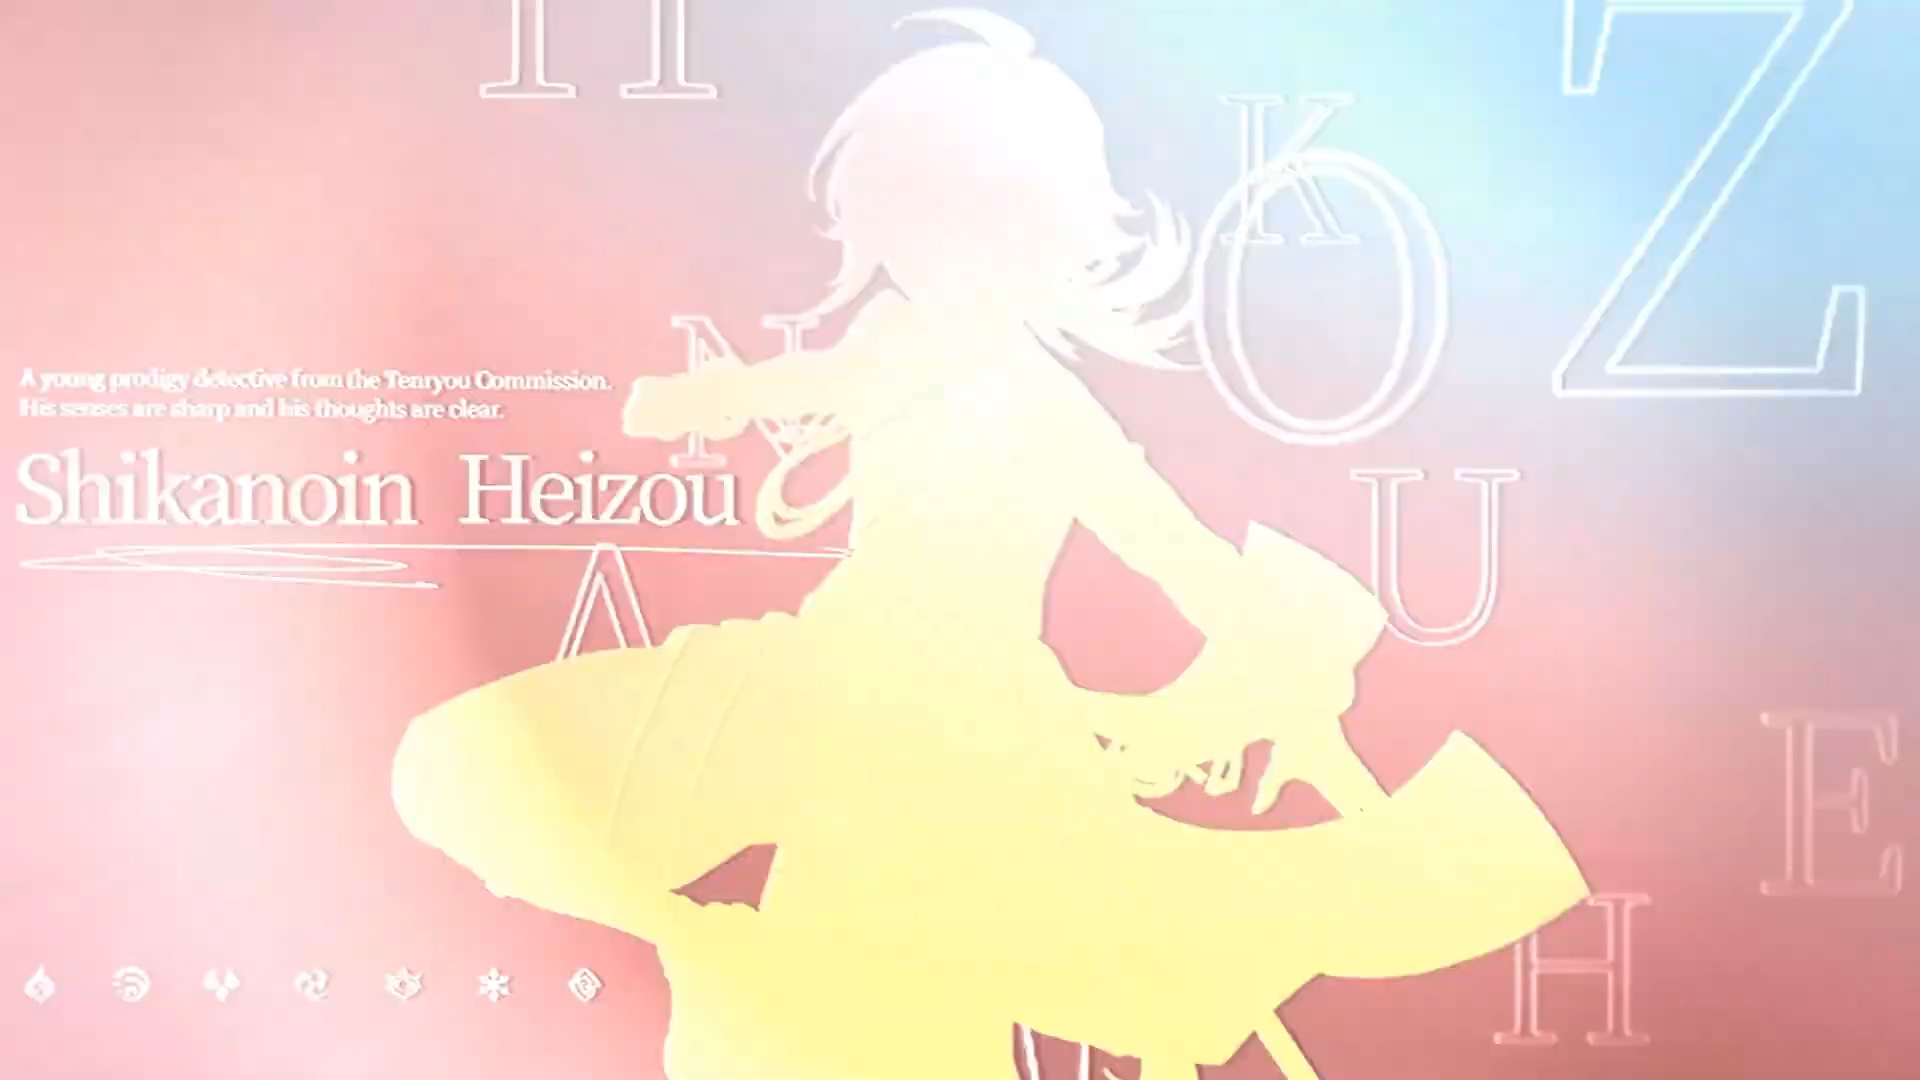 K
Z
O
N
A young prodigy detective from the Tenryou Commission.
His senses are sharp and his thoughts are clear.
Shikanoin Heizou
U
A
E
H